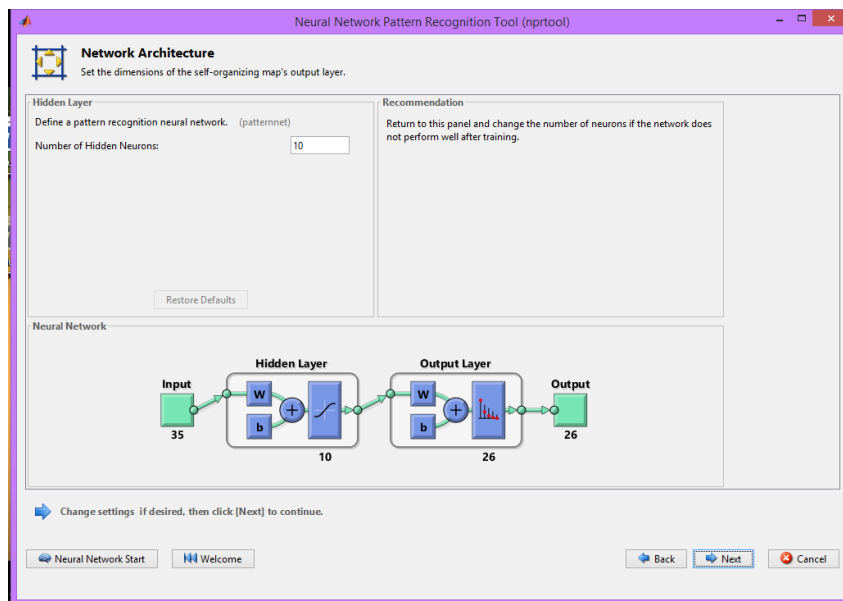 Neural Network Pattern Recognition Tool (nprtool)
Network Architecture
Set the dimensions of the self-organizing map's output layer.
Hidden Layer
Define a pattern recognition neural network. (patternnet)
Number of Hidden Neurons: 10
Restore Defaults
Recommendation
Return to this panel and change the number of neurons if the network does
not perform well after training.
Neural Network
Hidden Layer
Output Layer
Input
Output
W
b
W
b
35
10
26
26
Change settings if desired, then click [Next] to continue.
Neural Network Start
Welcome
Back
Next
Cancel